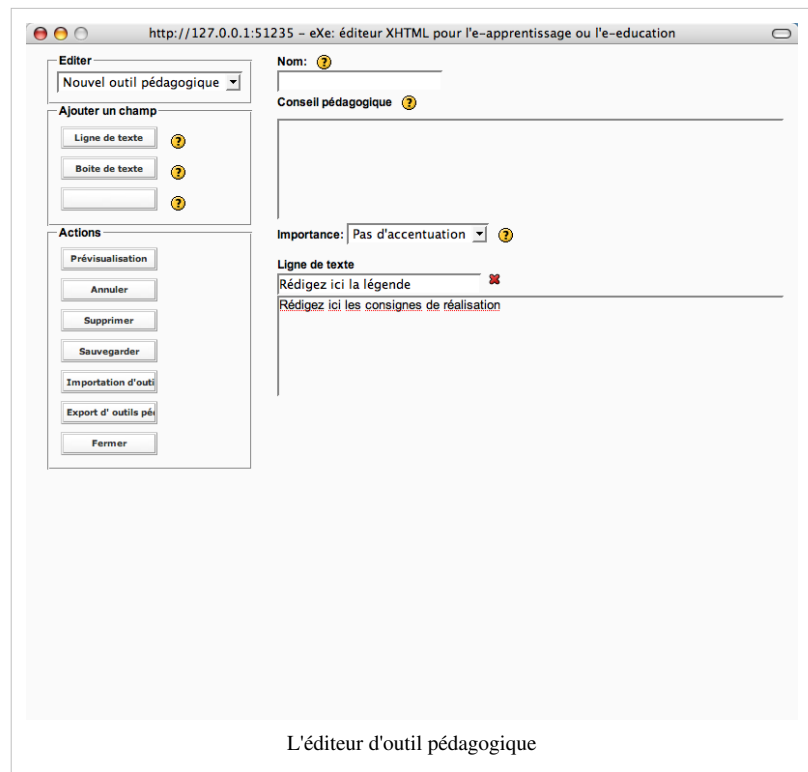 http://127.0.0.1:51235 – eXe: éditeur XHTML pour l'e-apprentissage ou l'e-education
Editer
Nouvel outil pédagogique
Ajouter un champ
Ligne de texte
?
Boite de texte
?
?
Actions
Prévisualisation
Annuler
Supprimer
Sauvegarder
Importation d'outi
Export d' outils pé
Fermer
Nom: ?
Conseil pédagogique ?
Importance: Pas d'accentuation ?
Ligne de texte
Rédigez ici la légende
Rédigez ici les consignes de réalisation
L'éditeur d'outil pédagogique